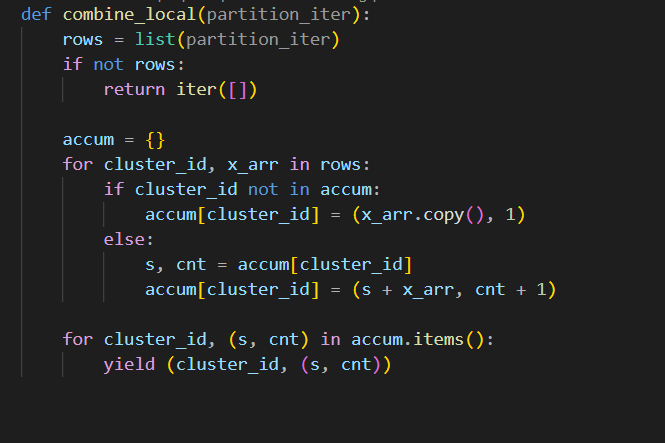 def combine_local(partition_iter):
    rows = list(partition_iter)
    if not rows:
        return iter([])

    accum = {}
    for cluster_id, x_arr in rows:
        if cluster_id not in accum:
            accum[cluster_id] = (x_arr.copy(), 1)
        else:
            s, cnt = accum[cluster_id]
            accum[cluster_id] = (s + x_arr, cnt + 1)

    for cluster_id, (s, cnt) in accum.items():
        yield (cluster_id, (s, cnt))